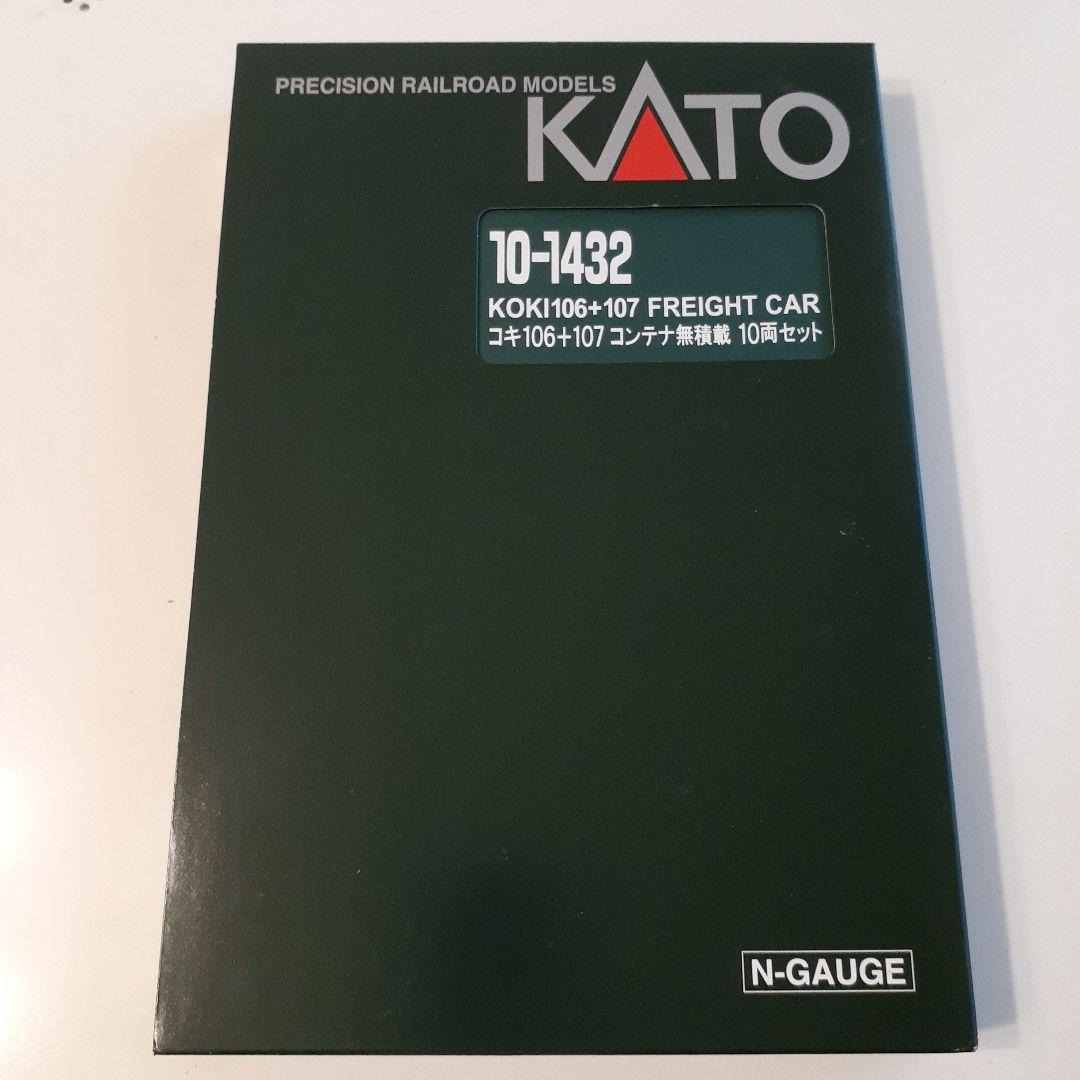 PRECISION RAILROAD MODELS
KATO
10-1432
KOKI106+107 FREIGHT CAR
コキ106+107 コンテナ無積載 10両セット
N-GAUGE